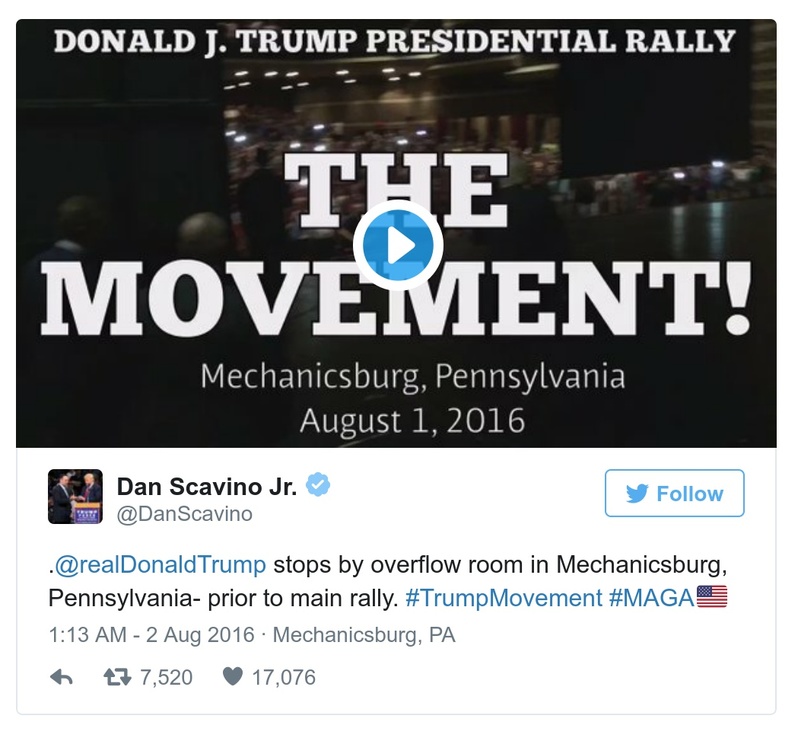 DONALD J. TRUMP PRESIDENTIAL RALLY
THE
MOVEMENT!
Mechanicsburg, Pennsylvania
August 1, 2016
Dan Scavino Jr.
@DanScavino
Follow
.@realDonaldTrump stops by overflow room in Mechanicsburg,
Pennsylvania- prior to main rally. #TrumpMovement #MAGA🇺🇸
1:13 AM - 2 Aug 2016 · Mechanicsburg, PA
7,520 17,076